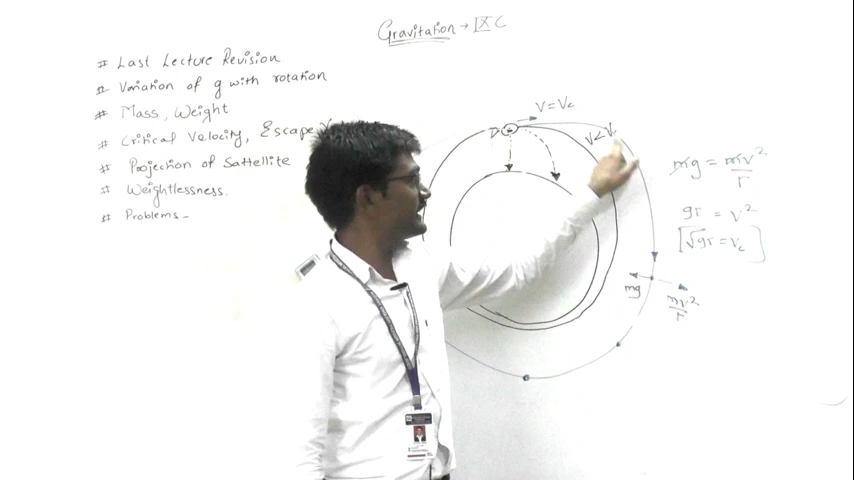 Gravitation → IX C
# Last Lecture Revision
# Variation of g with rotation
# Mass, Weight
# Critical Velocity, Escape V
# Projection of Sattellite
# Weightlessness.
# Problems -
V = Vc
V < V
mg = mv²/r
gr = v²
[√gr = vc]
mg
mv²/r